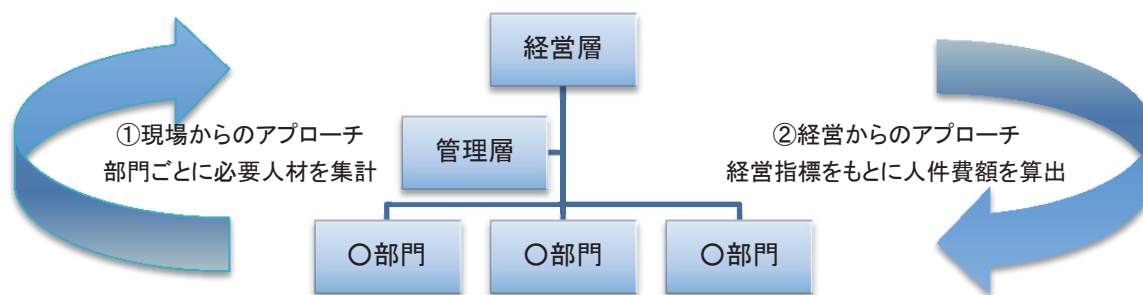 経営層
①現場からのアプローチ
部門ごとに必要人材を集計
管理層
②経営からのアプローチ
経営指標をもとに人件費額を算出
〇部門
〇部門
〇部門